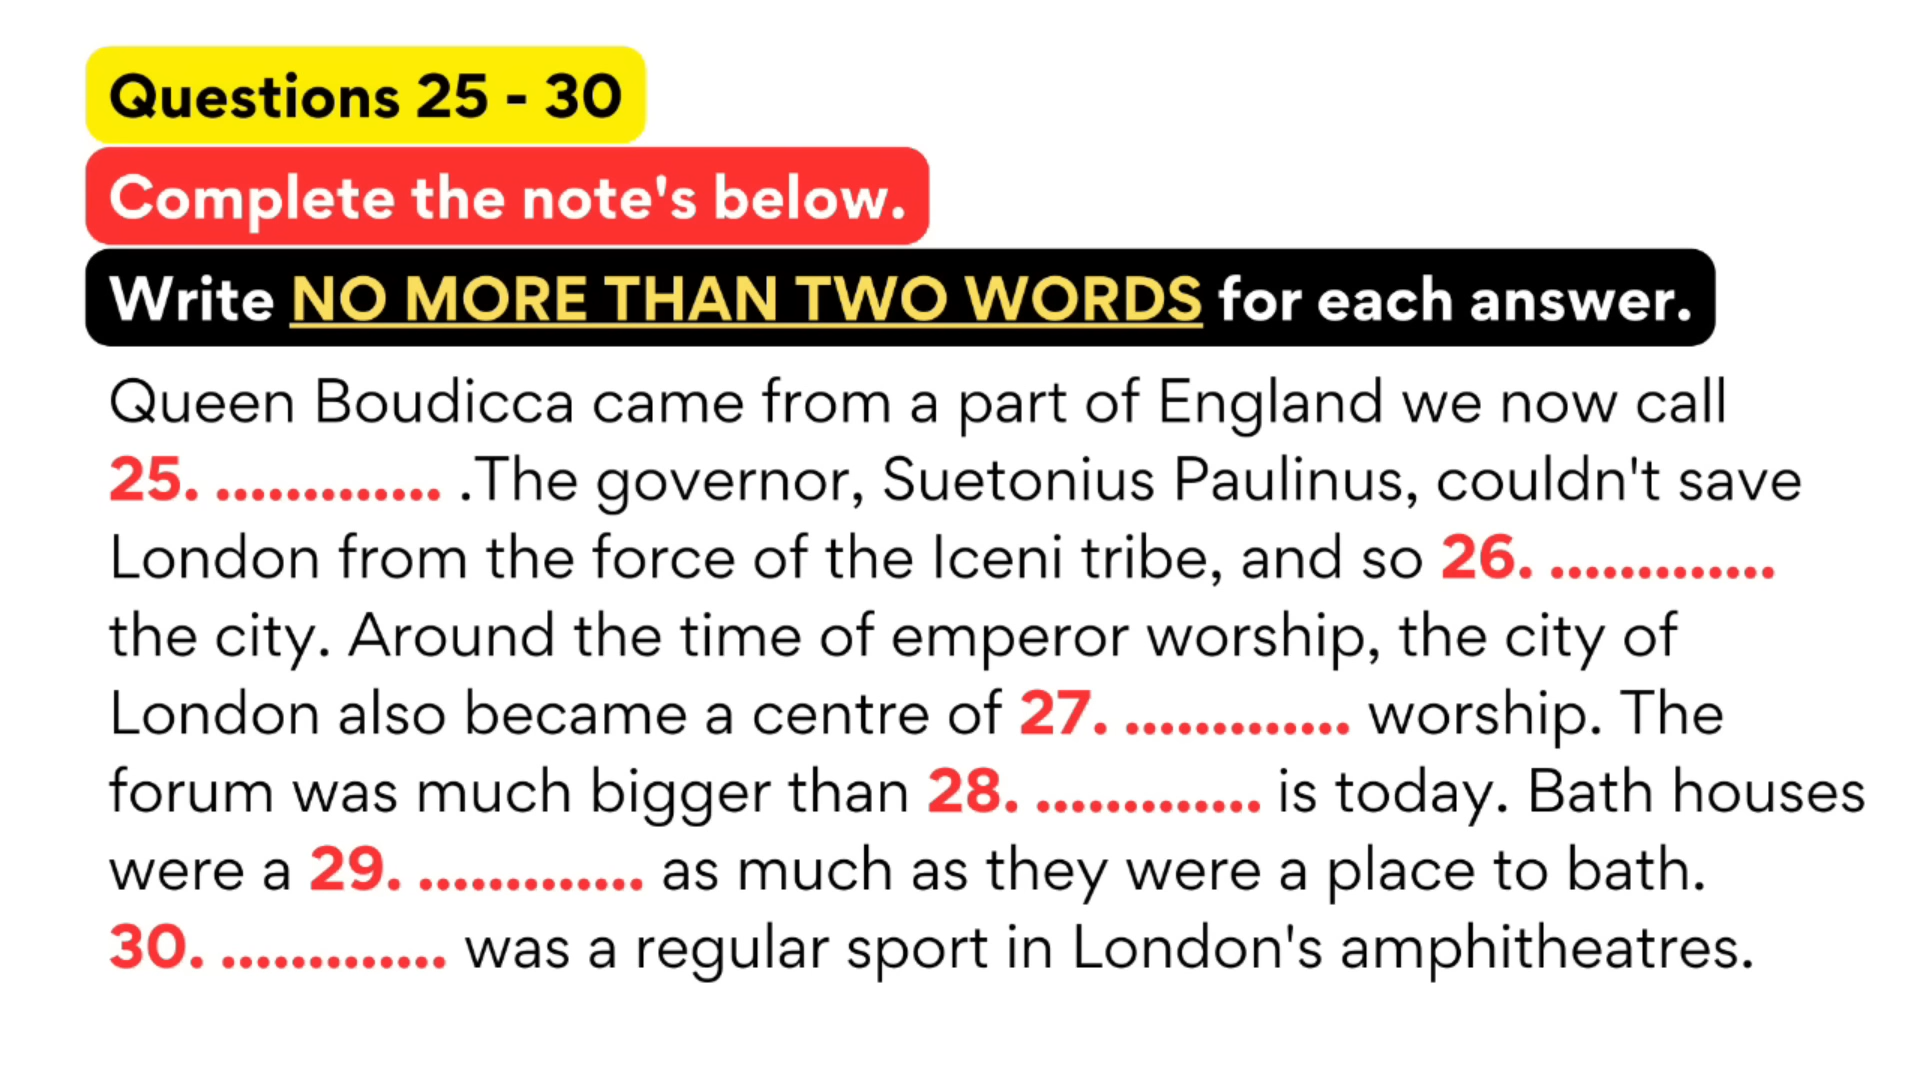 Questions 25 - 30
Complete the note's below.
Write NO MORE THAN TWO WORDS for each answer.
Queen Boudicca came from a part of England we now call
25. ............. .The governor, Suetonius Paulinus, couldn't save
London from the force of the Iceni tribe, and so 26. .............
the city. Around the time of emperor worship, the city of
London also became a centre of 27. ............. worship. The
forum was much bigger than 28. ............. is today. Bath houses
were a 29. ............. as much as they were a place to bath.
30. ............. was a regular sport in London's amphitheatres.